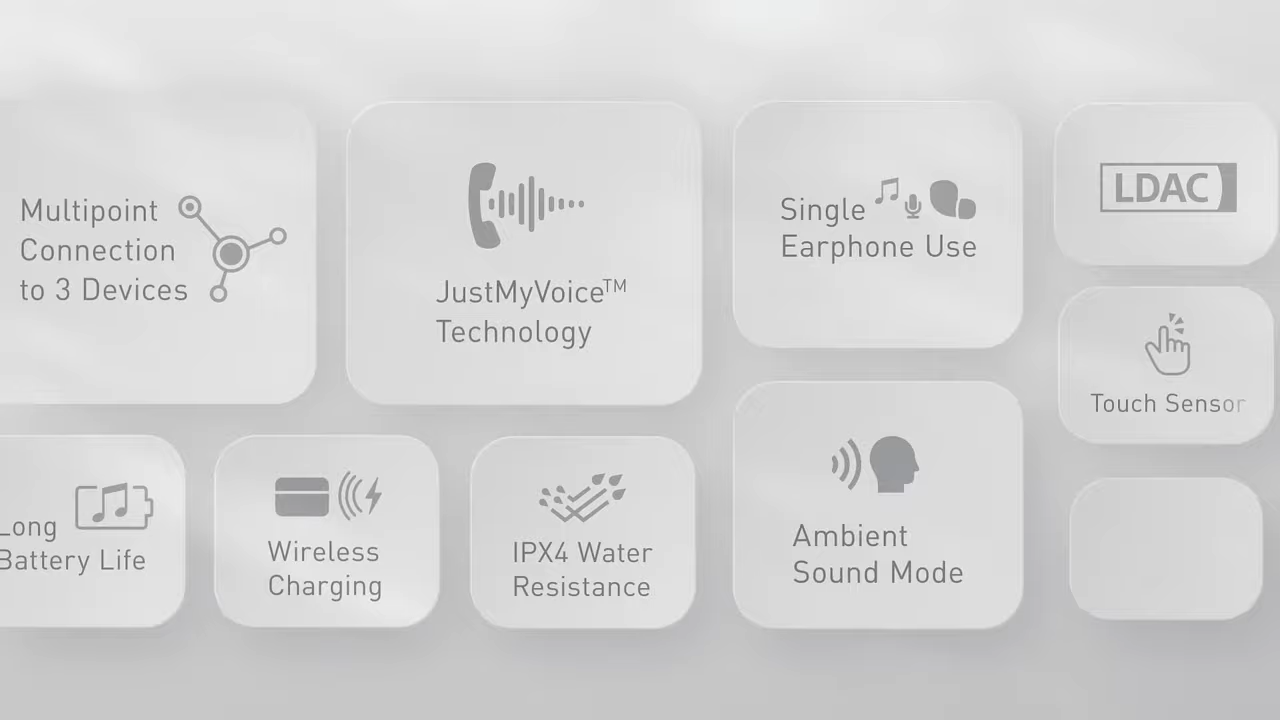 Multipoint
Connection
to 3 Devices
JustMyVoice™
Technology
Single
Earphone Use
LDAC
Touch Sensor
Long
Battery Life
Wireless
Charging
IPX4 Water
Resistance
Ambient
Sound Mode